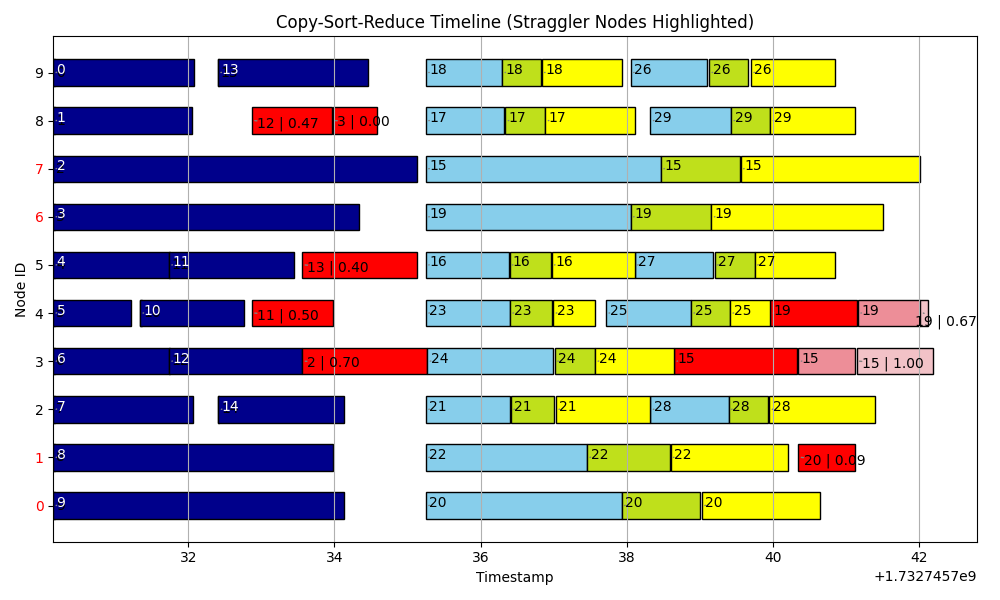 Copy-Sort-Reduce Timeline (Straggler Nodes Highlighted)
9 0 13 18 18 18 26 26 26
8 1 12 | 0.47 3 | 0.00 17 17 17 29 29 29
7 2 15 15 15
6 3 19 19 19
5 4 11 13 | 0.40 16 16 16 27 27 27
4 5 10 11 | 0.50 23 23 23 25 25 25 19 19 19 | 0.67
3 6 12 2 | 0.70 24 24 24 15 15 15 | 1.00
2 7 14 21 21 21 28 28 28
1 8 22 22 22 20 | 0.09
0 9 20 20 20
Node ID
32 34 36 38 40 42
Timestamp
+1.7327457e9